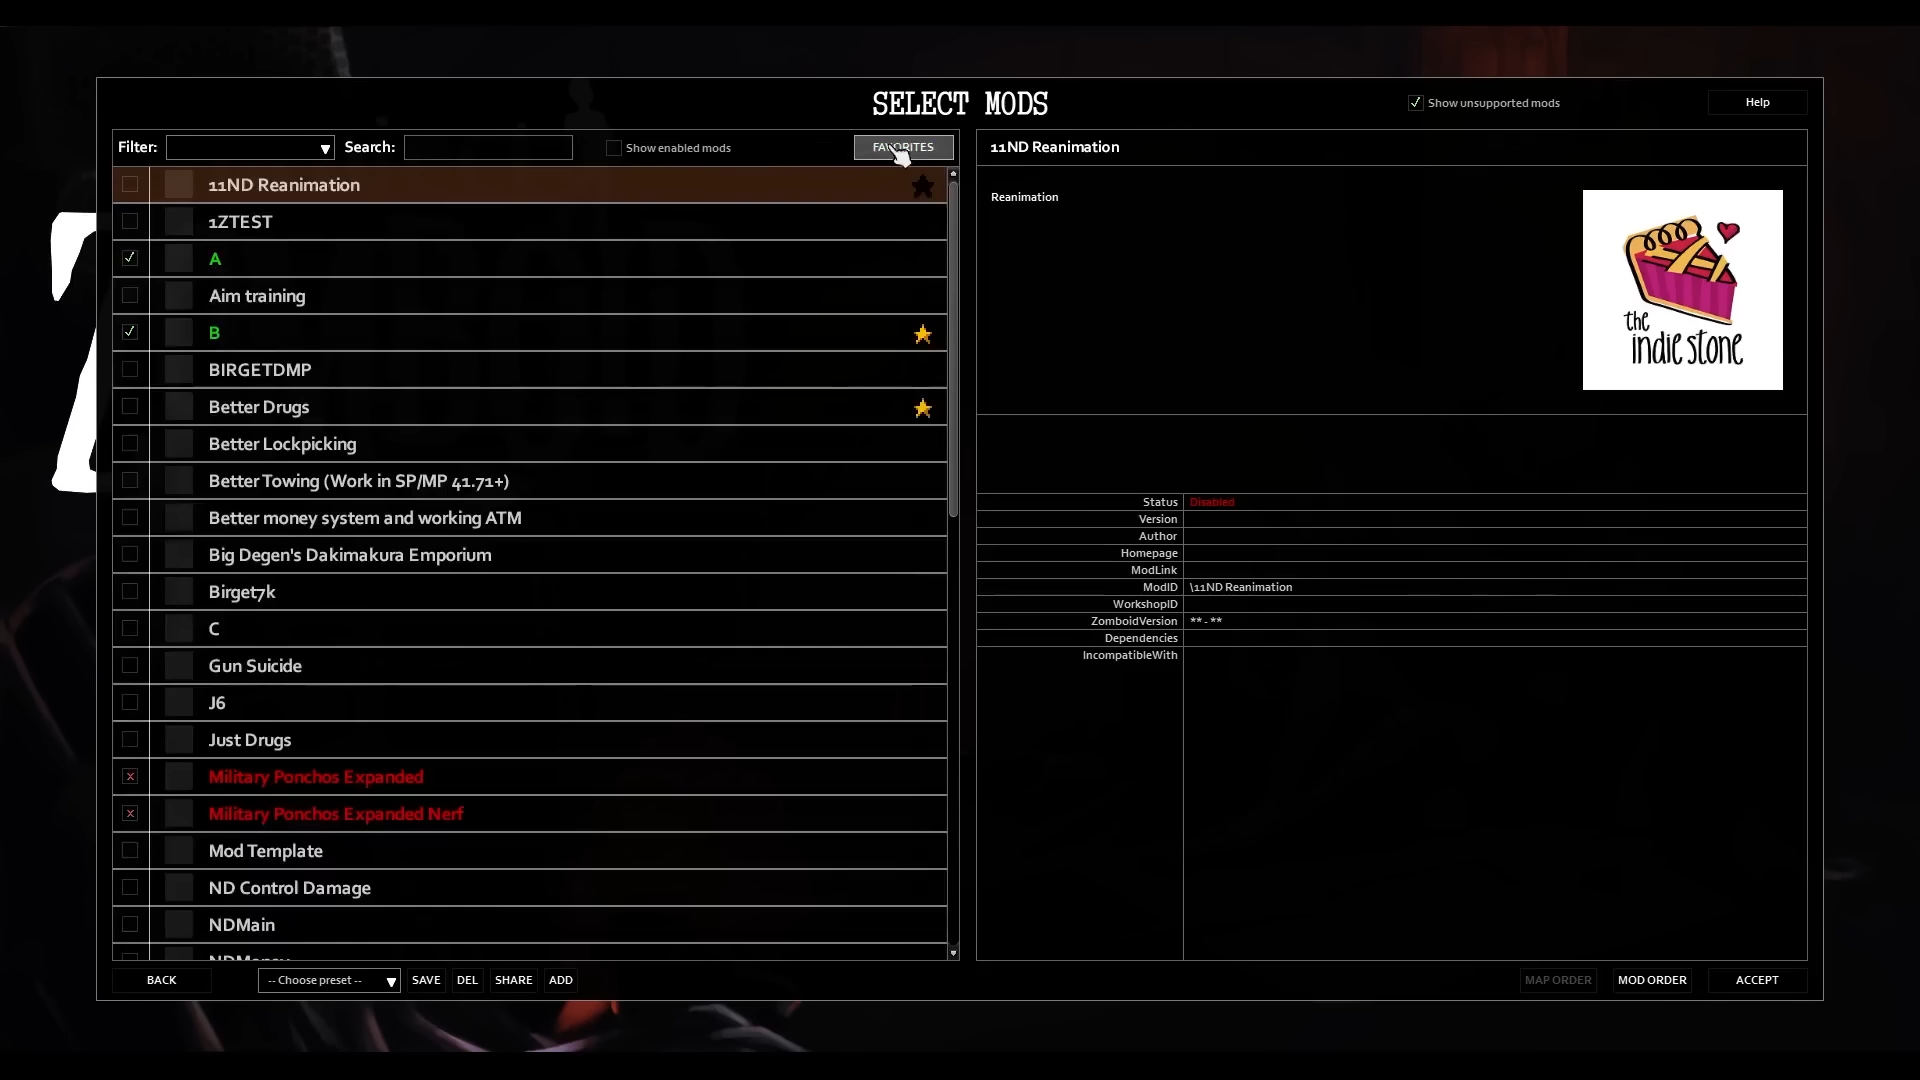 SELECT MODS
Show unsupported mods
Help
Filter:
Search:
Show enabled mods
FAVORITES
11ND Reanimation
1ZTEST
A
Aim training
B
BIRGETDMP
Better Drugs
Better Lockpicking
Better Towing (Work in SP/MP 41.71+)
Better money system and working ATM
Big Degen's Dakimakura Emporium
Birget7k
C
Gun Suicide
J6
Just Drugs
Military Ponchos Expanded
Military Ponchos Expanded Nerf
Mod Template
ND Control Damage
NDMain
NDMoney
11ND Reanimation
Reanimation
the
indie stone
Status Disabled
Version
Author
Homepage
ModLink
ModID \11ND Reanimation
WorkshopID
ZomboidVersion ** - **
Dependencies
IncompatibleWith
BACK
-- Choose preset --
SAVE
DEL
SHARE
ADD
MAP ORDER
MOD ORDER
ACCEPT